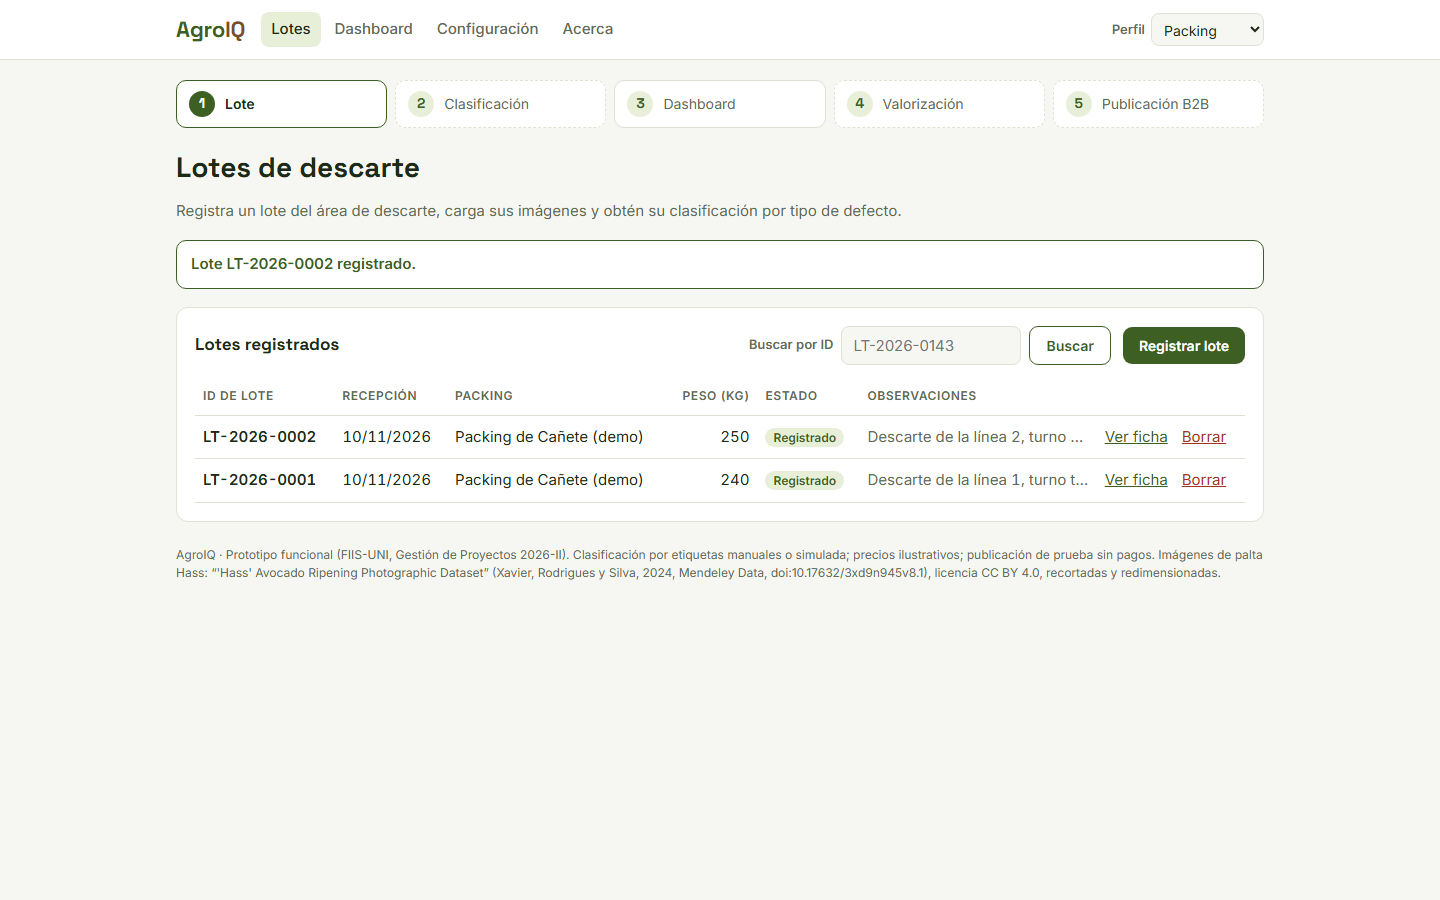 AgroIQ Lotes Dashboard Configuración Acerca Perfil Packing
1 Lote 2 Clasificación 3 Dashboard 4 Valorización 5 Publicación B2B
Lotes de descarte
Registra un lote del área de descarte, carga sus imágenes y obtén su clasificación por tipo de defecto.
Lote LT-2026-0002 registrado.
Lotes registrados Buscar por ID LT-2026-0143 Buscar Registrar lote
ID DE LOTE RECEPCIÓN PACKING PESO (KG) ESTADO OBSERVACIONES
LT-2026-0002 10/11/2026 Packing de Cañete (demo) 250 Registrado Descarte de la línea 2, turno ... Ver ficha Borrar
LT-2026-0001 10/11/2026 Packing de Cañete (demo) 240 Registrado Descarte de la línea 1, turno t... Ver ficha Borrar
AgroIQ · Prototipo funcional (FIIS-UNI, Gestión de Proyectos 2026-II). Clasificación por etiquetas manuales o simulada; precios ilustrativos; publicación de prueba sin pagos. Imágenes de palta
Hass: “'Hass' Avocado Ripening Photographic Dataset” (Xavier, Rodrigues y Silva, 2024, Mendeley Data, doi:10.17632/3xd9n945v8.1), licencia CC BY 4.0, recortadas y redimensionadas.